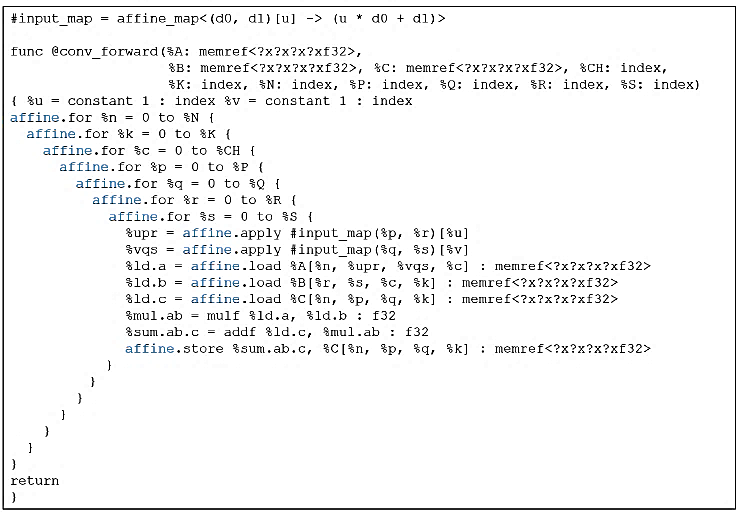 #input_map = affine_map<(d0, d1)[u] -> (u * d0 + d1)>
func @conv_forward(%A: memref<?x?x?x?xf32>,
%B: memref<?x?x?x?xf32>, %C: memref<?x?x?x?xf32>, %CH: index,
%K: index, %N: index, %P: index, %Q: index, %R: index, %S: index)
{ %u = constant 1 : index %v = constant 1 : index
affine.for %n = 0 to %N {
affine.for %k = 0 to %K {
affine.for %c = 0 to %CH {
affine.for %p = 0 to %P {
affine.for %q = 0 to %Q {
affine.for %r = 0 to %R {
affine.for %s = 0 to %S {
%upr = affine.apply #input_map(%p, %r)[%u]
%vqs = affine.apply #input_map(%q, %s)[%v]
%ld.a = affine.load %A[%n, %upr, %vqs, %c] : memref<?x?x?x?xf32>
%ld.b = affine.load %B[%r, %s, %c, %k] : memref<?x?x?x?xf32>
%ld.c = affine.load %C[%n, %p, %q, %k] : memref<?x?x?x?xf32>
%mul.ab = mulf %ld.a, %ld.b : f32
%sum.ab.c = addf %ld.c, %mul.ab : f32
affine.store %sum.ab.c, %C[%n, %p, %q, %k] : memref<?x?x?x?xf32>
}
}
}
}
}
}
}
return
}